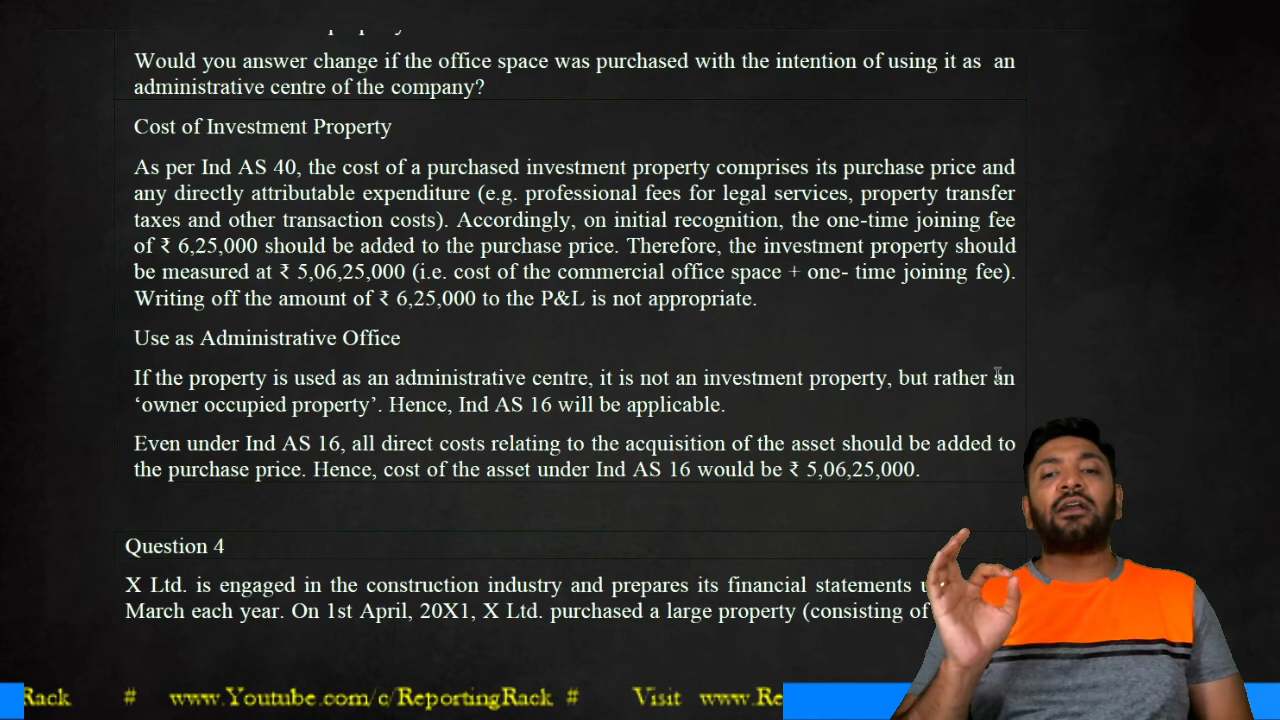 Would you answer change if the office space was purchased with the intention of using it as an
administrative centre of the company?
Cost of Investment Property
As per Ind AS 40, the cost of a purchased investment property comprises its purchase price and
any directly attributable expenditure (e.g. professional fees for legal services, property transfer
taxes and other transaction costs). Accordingly, on initial recognition, the one-time joining fee
of ₹ 6,25,000 should be added to the purchase price. Therefore, the investment property should
be measured at ₹ 5,06,25,000 (i.e. cost of the commercial office space + one- time joining fee).
Writing off the amount of ₹ 6,25,000 to the P&L is not appropriate.
Use as Administrative Office
If the property is used as an administrative centre, it is not an investment property, but rather an
‘owner occupied property’. Hence, Ind AS 16 will be applicable.
Even under Ind AS 16, all direct costs relating to the acquisition of the asset should be added to
the purchase price. Hence, cost of the asset under Ind AS 16 would be ₹ 5,06,25,000.
Question 4
X Ltd. is engaged in the construction industry and prepares its financial statements
March each year. On 1st April, 20X1, X Ltd. purchased a large property (consisting of
Rack # www.Youtube.com/c/ReportingRack # Visit www.Re